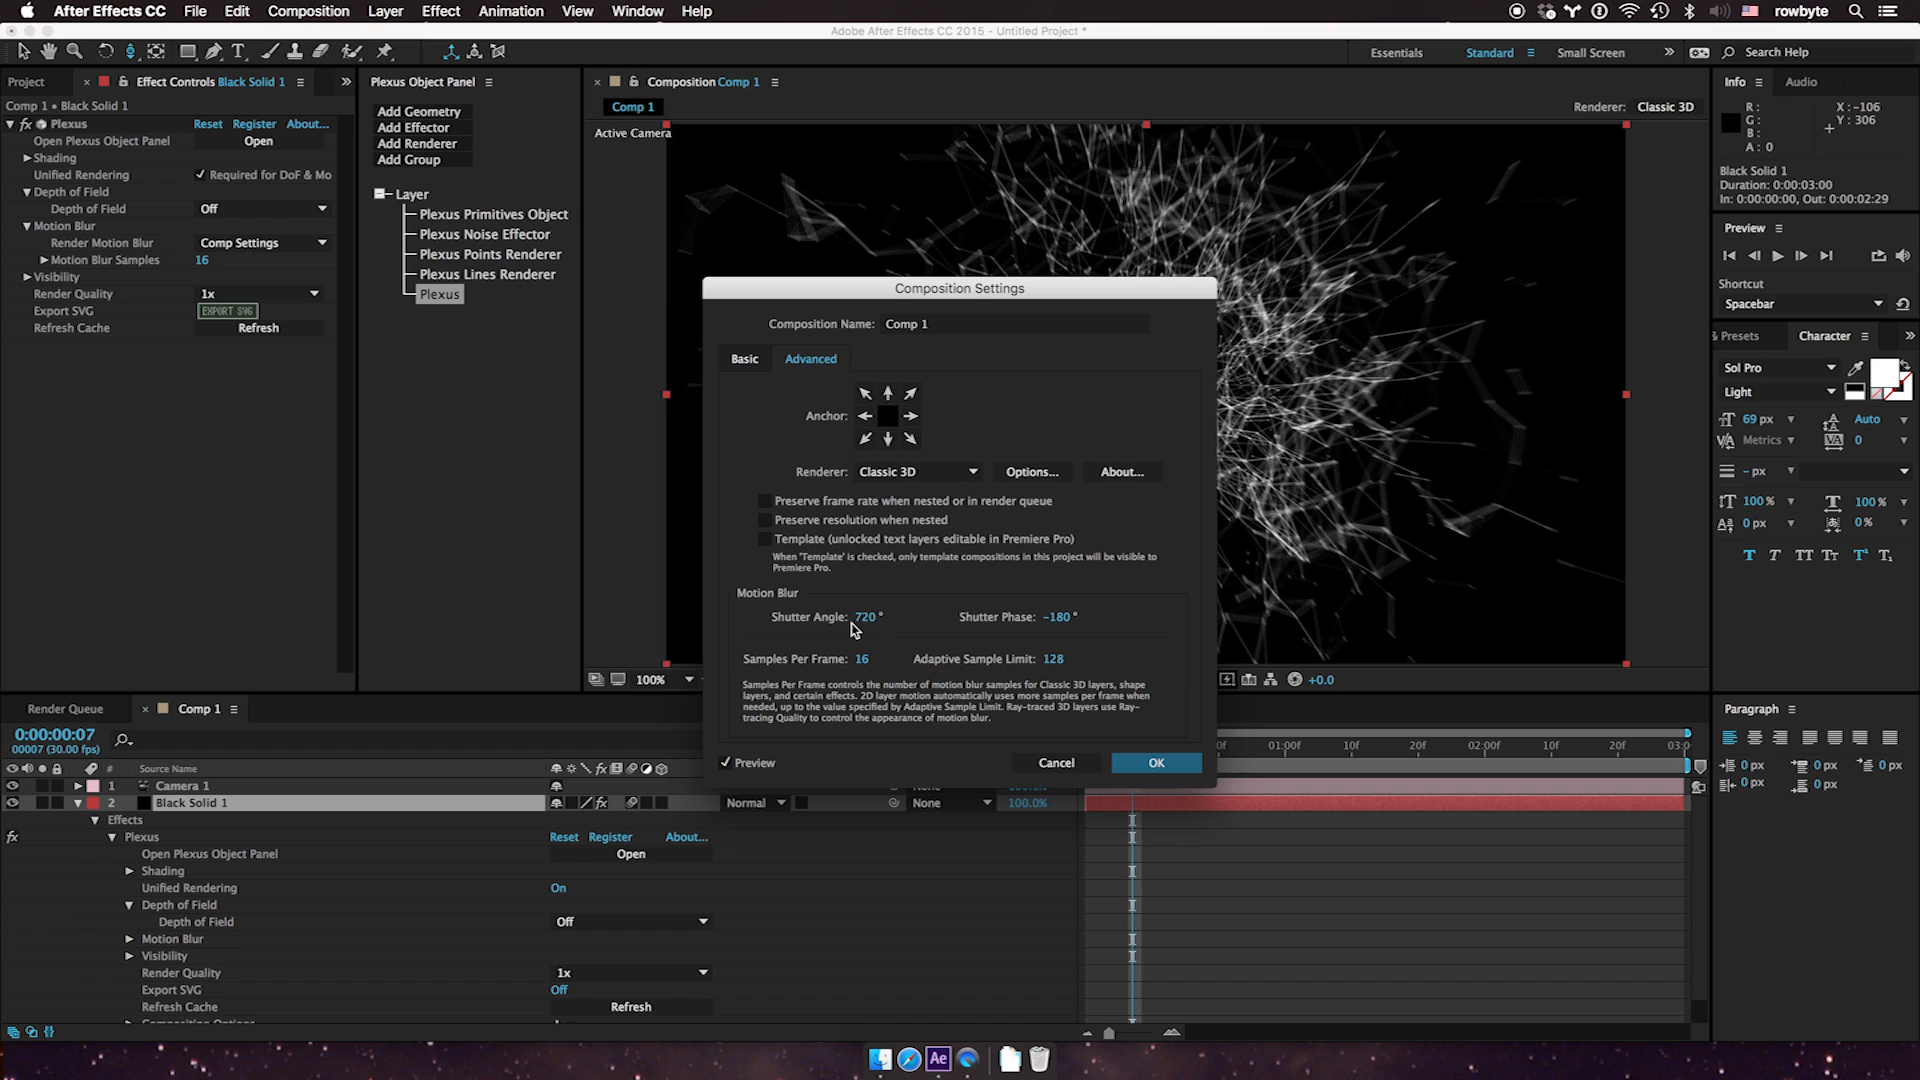 After Effects CC File Edit Composition Layer Effect Animation View Window Help rowbyte
Adobe After Effects CC 2015 - Untitled Project *
Essentials Standard Small Screen Search Help
Project Effect Controls Black Solid 1
Comp 1 • Black Solid 1
fx Plexus Reset Register About...
Open Plexus Object Panel Open
Shading
Unified Rendering Required for DoF & Mo
Depth of Field
Depth of Field Off
Motion Blur
Render Motion Blur Comp Settings
Motion Blur Samples 16
Visibility
Render Quality 1x
Export SVG EXPORT SVG
Refresh Cache Refresh
Plexus Object Panel
Add Geometry
Add Effector
Add Renderer
Add Group
Layer
Plexus Primitives Object
Plexus Noise Effector
Plexus Points Renderer
Plexus Lines Renderer
Plexus
Composition Comp 1
Comp 1
Renderer: Classic 3D
Active Camera
100%
+0.0
Composition Settings
Composition Name: Comp 1
Basic Advanced
Anchor:
Renderer: Classic 3D Options... About...
Preserve frame rate when nested or in render queue
Preserve resolution when nested
Template (unlocked text layers editable in Premiere Pro)
When 'Template' is checked, only template compositions in this project will be visible to
Premiere Pro.
Motion Blur
Shutter Angle: 720 ° Shutter Phase: -180 °
Samples Per Frame: 16 Adaptive Sample Limit: 128
Samples Per Frame controls the number of motion blur samples for Classic 3D layers, shape
layers, and certain effects. 2D layer motion automatically uses more samples per frame when
needed, up to the value specified by Adaptive Sample Limit. Ray-traced 3D layers use Ray-
tracing Quality to control the appearance of motion blur.
Preview Cancel OK
Info Audio
R: X: -106
G: Y: 306
B:
A: 0
Black Solid 1
Duration: 0:00:03:00
In: 0:00:00:00, Out: 0:00:02:29
Preview
Shortcut
Spacebar
& Presets Character
Sol Pro
Light
69 px Auto
Metrics 0
- px
100 % 100 %
0 px 0 %
T T TT Tт T¹ T₁
Paragraph
0 px 0 px 0 px
0 px 0 px
Render Queue Comp 1
0:00:00:07
00007 (30.00 fps)
# Source Name
1 Camera 1
2 Black Solid 1 fx Normal None 100.0%
Effects
fx Plexus Reset Register About...
Open Plexus Object Panel Open
Shading
Unified Rendering On
Depth of Field
Depth of Field Off
Motion Blur
Visibility
Render Quality 1x
Export SVG Off
Refresh Cache Refresh
0f 01:00f 10f 20f 02:00f 10f 20f 03:0
Ae